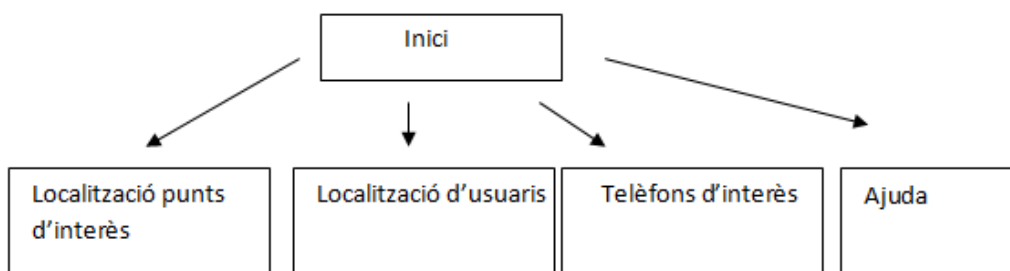 Inici
Localització punts
d’interès
Localització d’usuaris
Telèfons d’interès
Ajuda